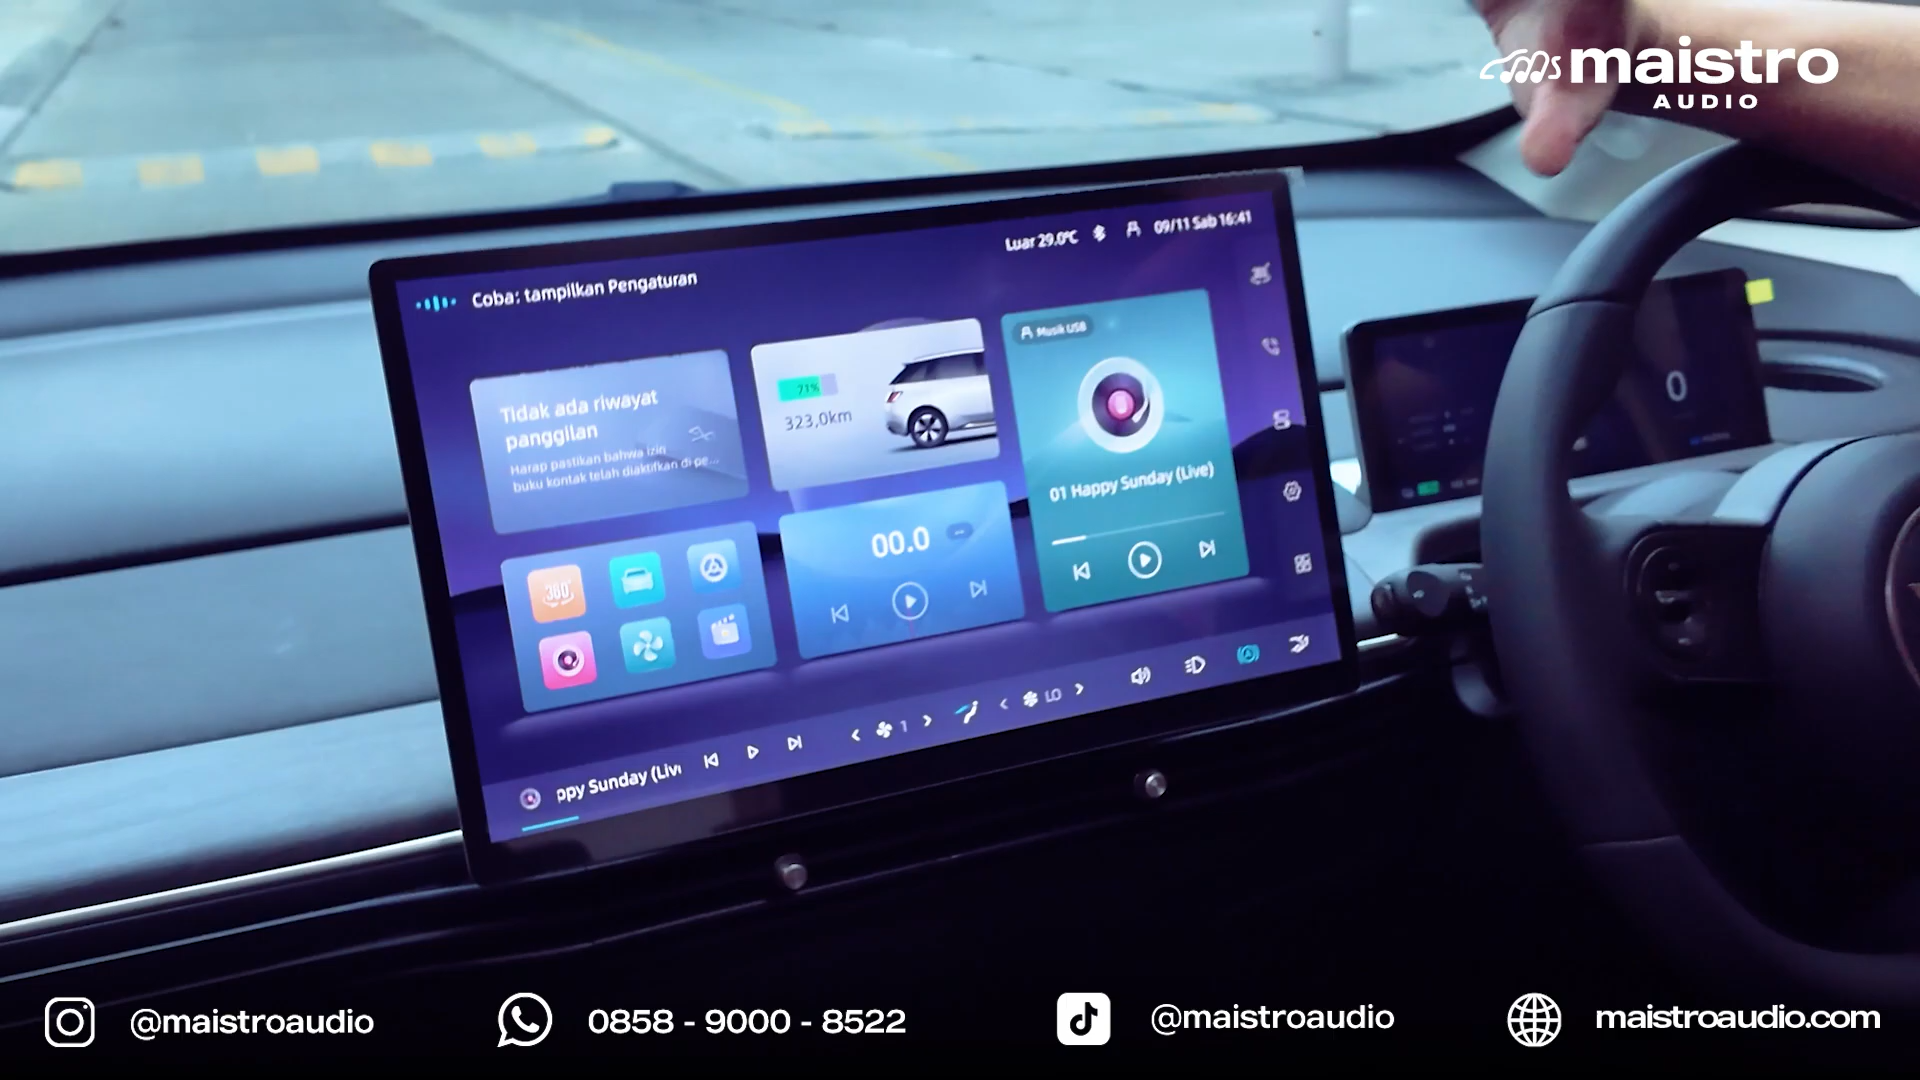 maistro
AUDIO
Luar 29.0°C
09/11 Sab 16:41
Coba: tampilkan Pengaturan
Tidak ada riwayat
panggilan
Harap pastikan bahwa izin
buku kontak telah diaktifkan di pe...
71%
323,0km
Musik USB
01 Happy Sunday (Live)
00.0
360°
0
ppy Sunday (Liv
1
LO
@maistroaudio
0858 - 9000 - 8522
@maistroaudio
maistroaudio.com